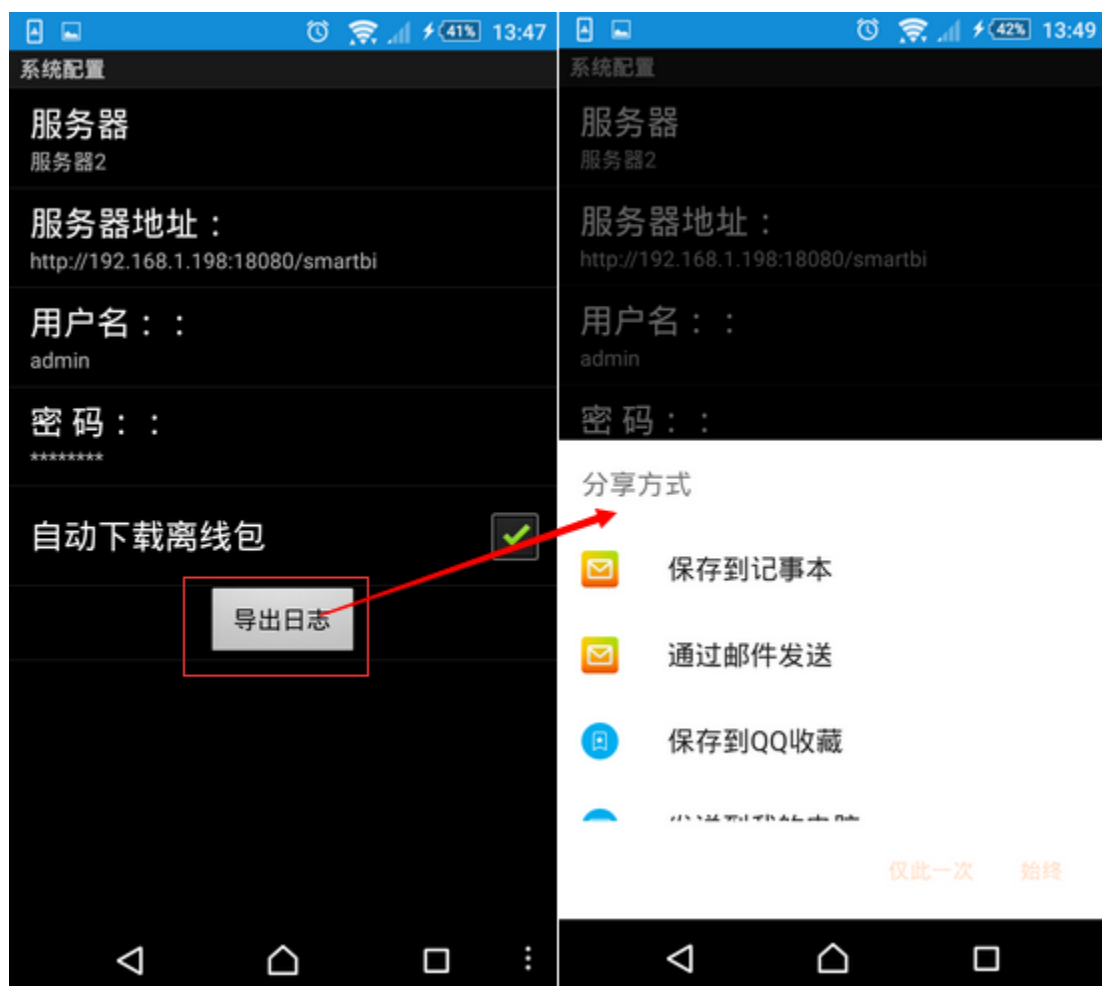 41% 13:47
系统配置
服务器
服务器2
服务器地址：
http://192.168.1.198:18080/smartbi
用户名：：
admin
密 码：：
********
自动下载离线包
导出日志
42% 13:49
系统配置
服务器
服务器2
服务器地址：
http://192.168.1.198:18080/smartbi
用户名：：
admin
密 码：：
分享方式
保存到记事本
通过邮件发送
保存到QQ收藏
仅此一次 始终